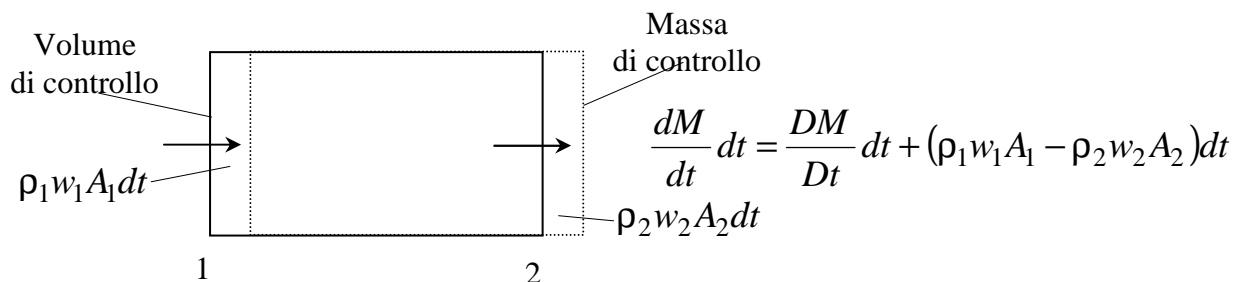 Volume
di controllo
Massa
di controllo
ρ₁w₁A₁dt
dM/dt dt = DM/Dt dt + (ρ₁w₁A₁ − ρ₂w₂A₂)dt
ρ₂w₂A₂dt
1
2